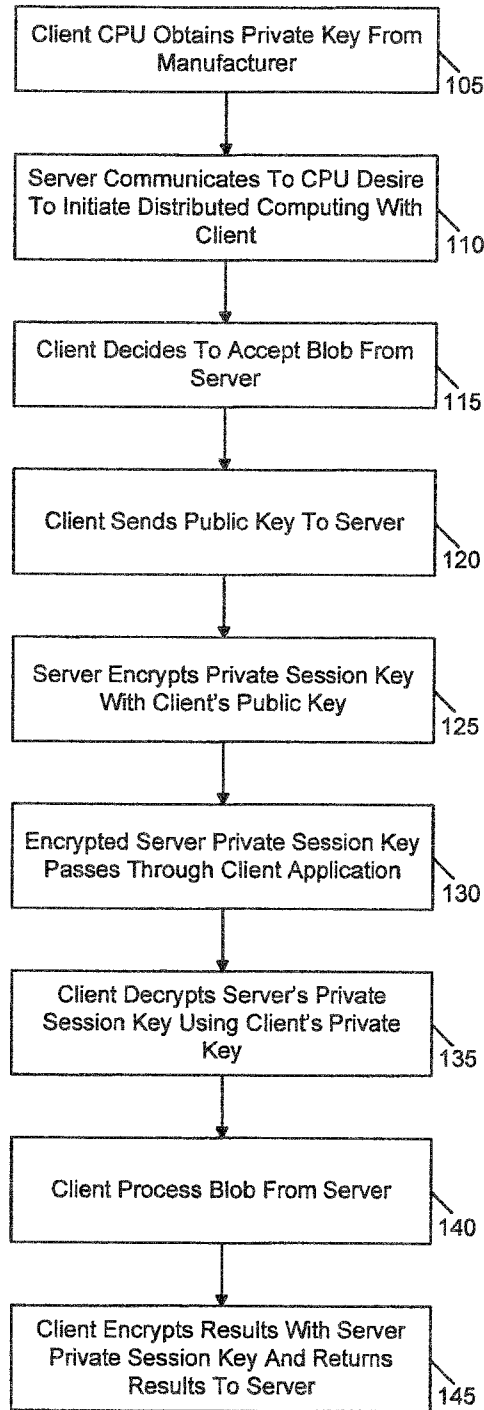 Client CPU Obtains Private Key From
Manufacturer
105
Server Communicates To CPU Desire
To Initiate Distributed Computing With
Client
110
Client Decides To Accept Blob From
Server
115
Client Sends Public Key To Server
120
Server Encrypts Private Session Key
With Client's Public Key
125
Encrypted Server Private Session Key
Passes Through Client Application
130
Client Decrypts Server's Private
Session Key Using Client's Private
Key
135
Client Process Blob From Server
140
Client Encrypts Results With Server
Private Session Key And Returns
Results To Server
145